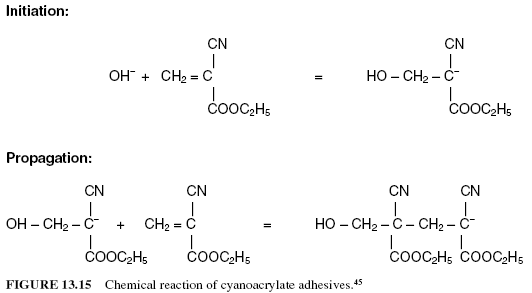 Initiation:
CN CN
| |
OH⁻ + CH₂ = C = HO – CH₂ – C⁻
| |
COOC₂H₅ COOC₂H₅
Propagation:
CN CN CN CN
| | | |
OH – CH₂ – C⁻ + CH₂ = C = HO – CH₂ – C – CH₂ – C⁻
| | | |
COOC₂H₅ COOC₂H₅ COOC₂H₅ COOC₂H₅
FIGURE 13.15 Chemical reaction of cyanoacrylate adhesives.⁴⁵